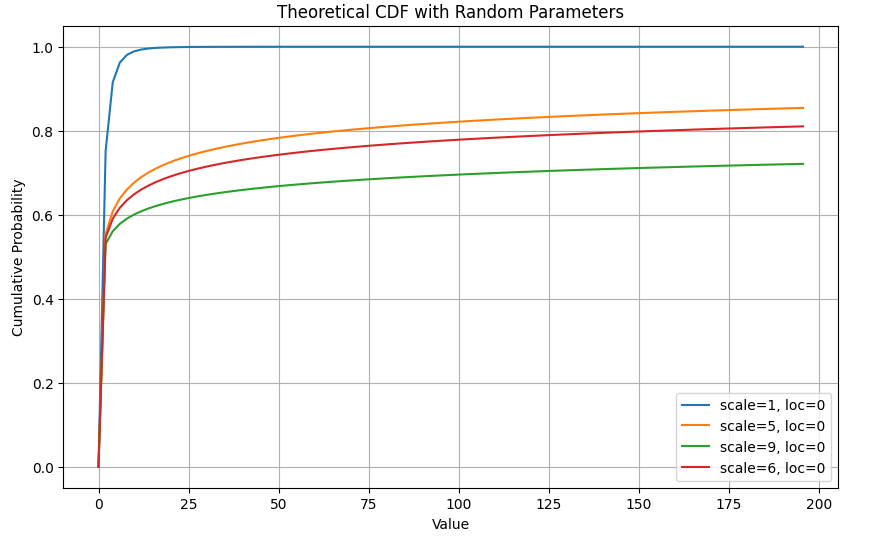 Theoretical CDF with Random Parameters
Cumulative Probability
1.0
0.8
0.6
0.4
0.2
0.0
scale=1, loc=0
scale=5, loc=0
scale=9, loc=0
scale=6, loc=0
0 25 50 75 100 125 150 175 200
Value